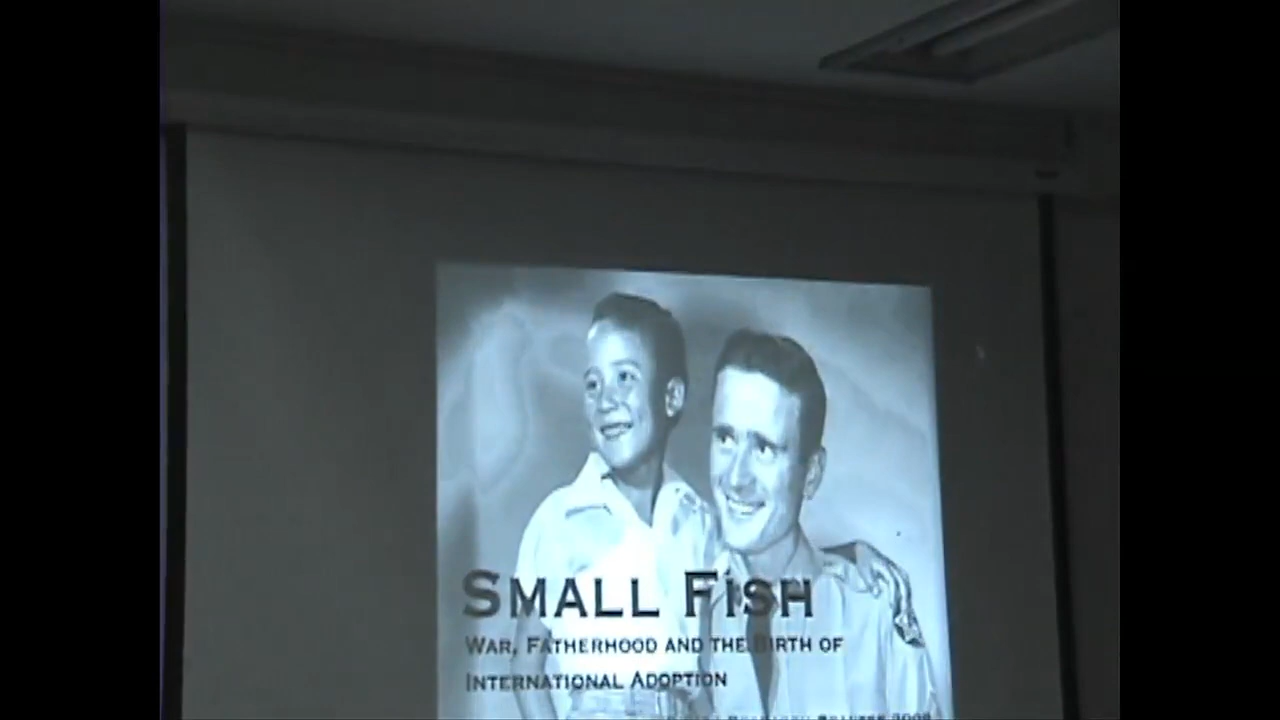 SMALL FISH
WAR, FATHERHOOD AND THE BIRTH OF
INTERNATIONAL ADOPTION